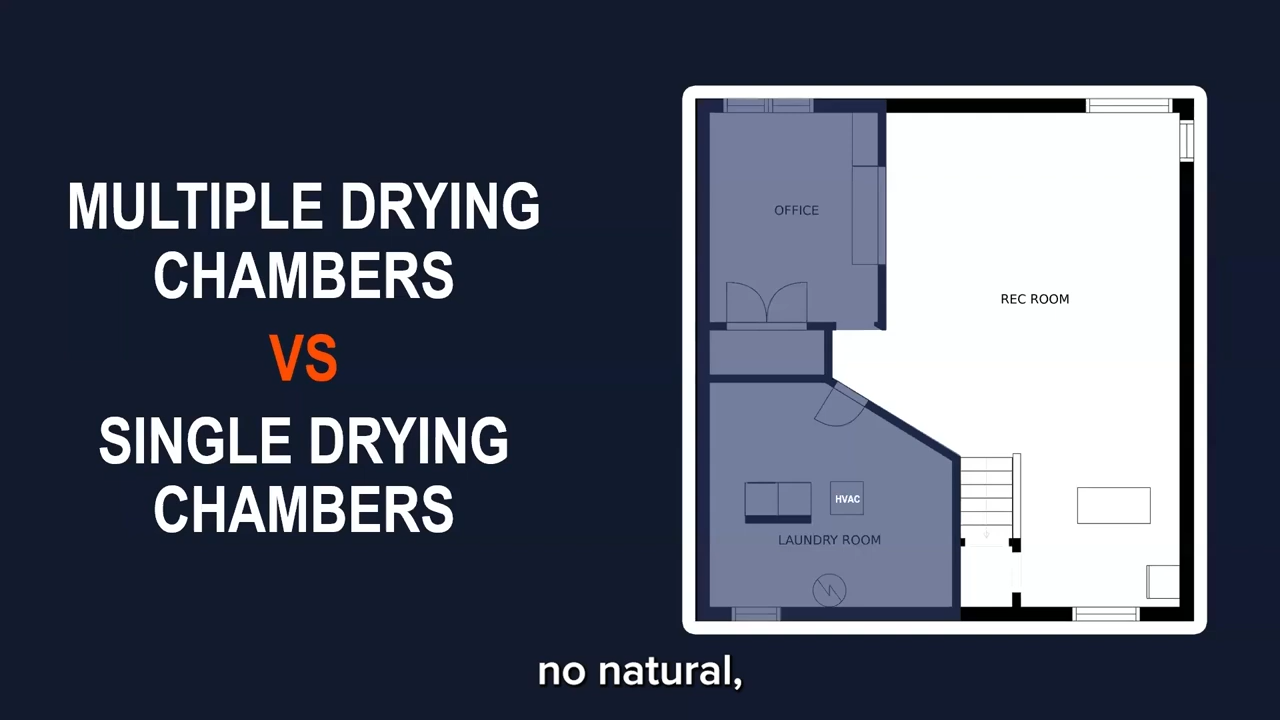 MULTIPLE DRYING
CHAMBERS
VS
SINGLE DRYING
CHAMBERS
OFFICE
REC ROOM
HVAC
LAUNDRY ROOM
no natural,